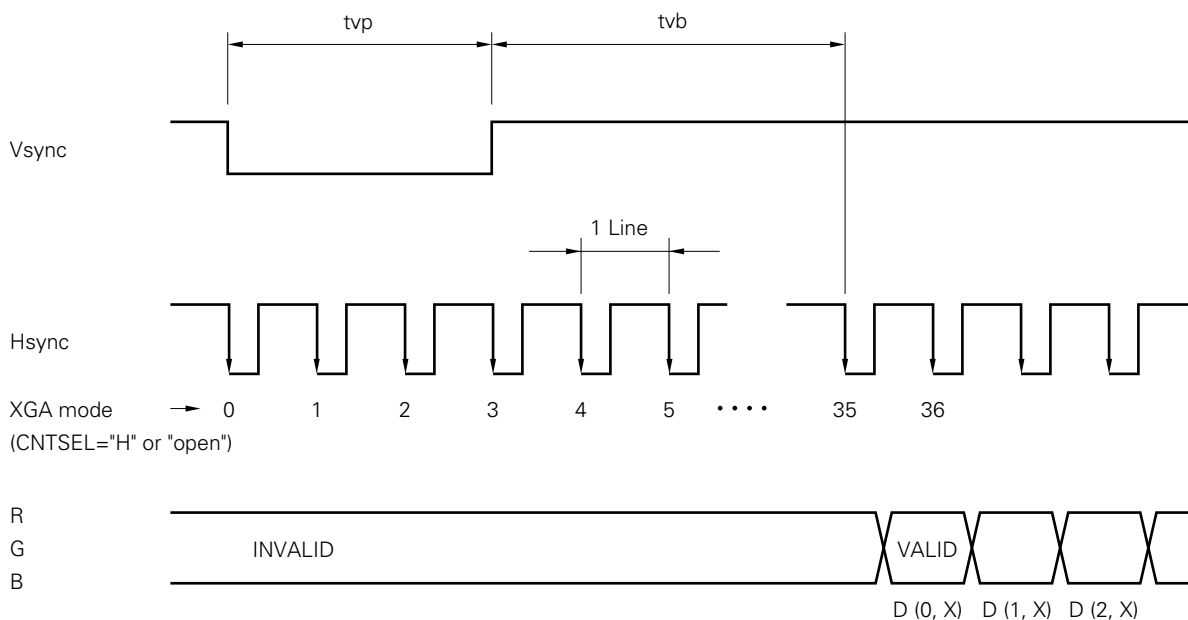 tvp tvb
Vsync
1 Line
Hsync
XGA mode → 0 1 2 3 4 5 •••• 35 36
(CNTSEL="H" or "open")
R
G INVALID VALID
B
D (0, X) D (1, X) D (2, X)